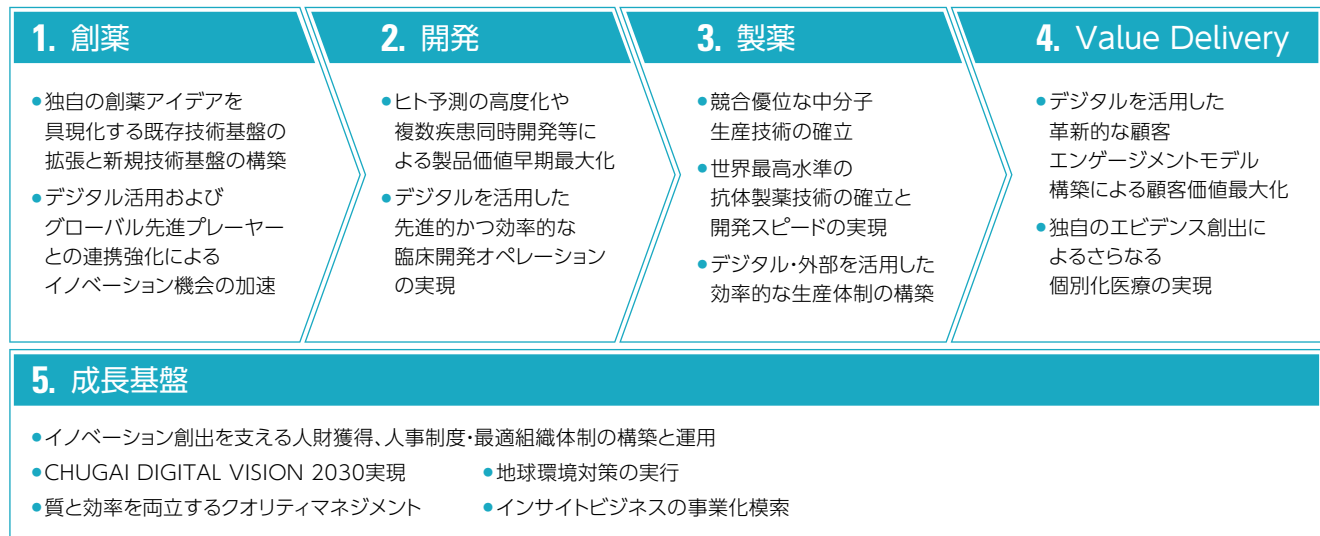 1. 創薬
●独自の創薬アイデアを
具現化する既存技術基盤の
拡張と新規技術基盤の構築
●デジタル活用および
グローバル先進プレーヤー
との連携強化による
イノベーション機会の加速
2. 開発
●ヒト予測の高度化や
複数疾患同時開発等に
よる製品価値早期最大化
●デジタルを活用した
先進的かつ効率的な
臨床開発オペレーション
の実現
3. 製薬
●競合優位な中分子
生産技術の確立
●世界最高水準の
抗体製薬技術の確立と
開発スピードの実現
●デジタル・外部を活用した
効率的な生産体制の構築
4. Value Delivery
●デジタルを活用した
革新的な顧客
エンゲージメントモデル
構築による顧客価値最大化
●独自のエビデンス創出に
よるさらなる
個別化医療の実現
5. 成長基盤
●イノベーション創出を支える人財獲得、人事制度・最適組織体制の構築と運用
●CHUGAI DIGITAL VISION 2030実現 ●地球環境対策の実行
●質と効率を両立するクオリティマネジメント ●インサイトビジネスの事業化模索